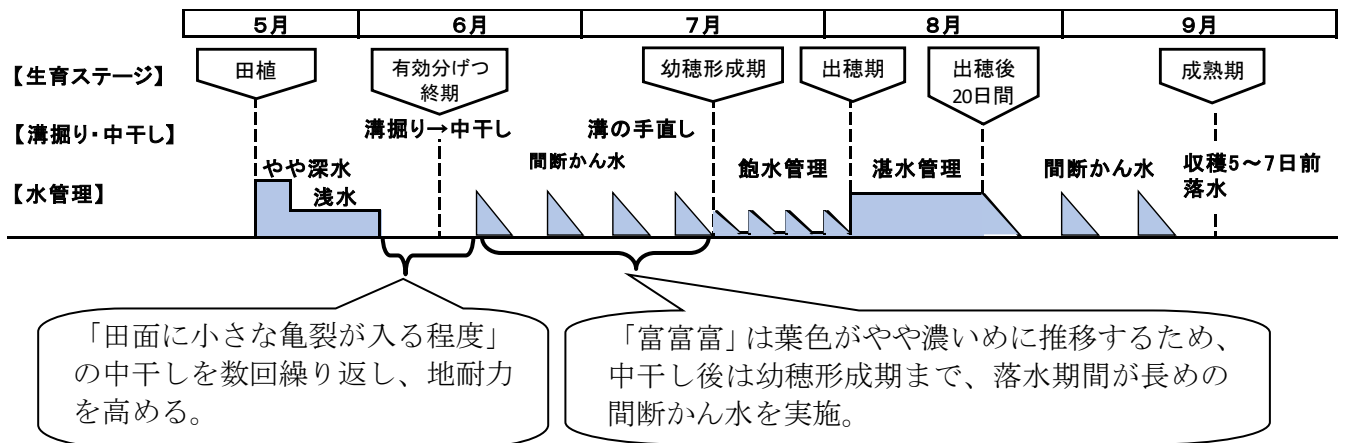 5月 6月 7月 8月 9月
【生育ステージ】
田植
有効分げつ
終期
幼穂形成期
出穂期
出穂後
20日間
成熟期
【溝掘り・中干し】
溝掘り→中干し
溝の手直し
【水管理】
やや深水
浅水
間断かん水
飽水管理
湛水管理
間断かん水
収穫5～7日前
落水
「田面に小さな亀裂が入る程度」
の中干しを数回繰り返し、地耐力
を高める。
「富富富」は葉色がやや濃いめに推移するため、
中干し後は幼穂形成期まで、落水期間が長めの
間断かん水を実施。